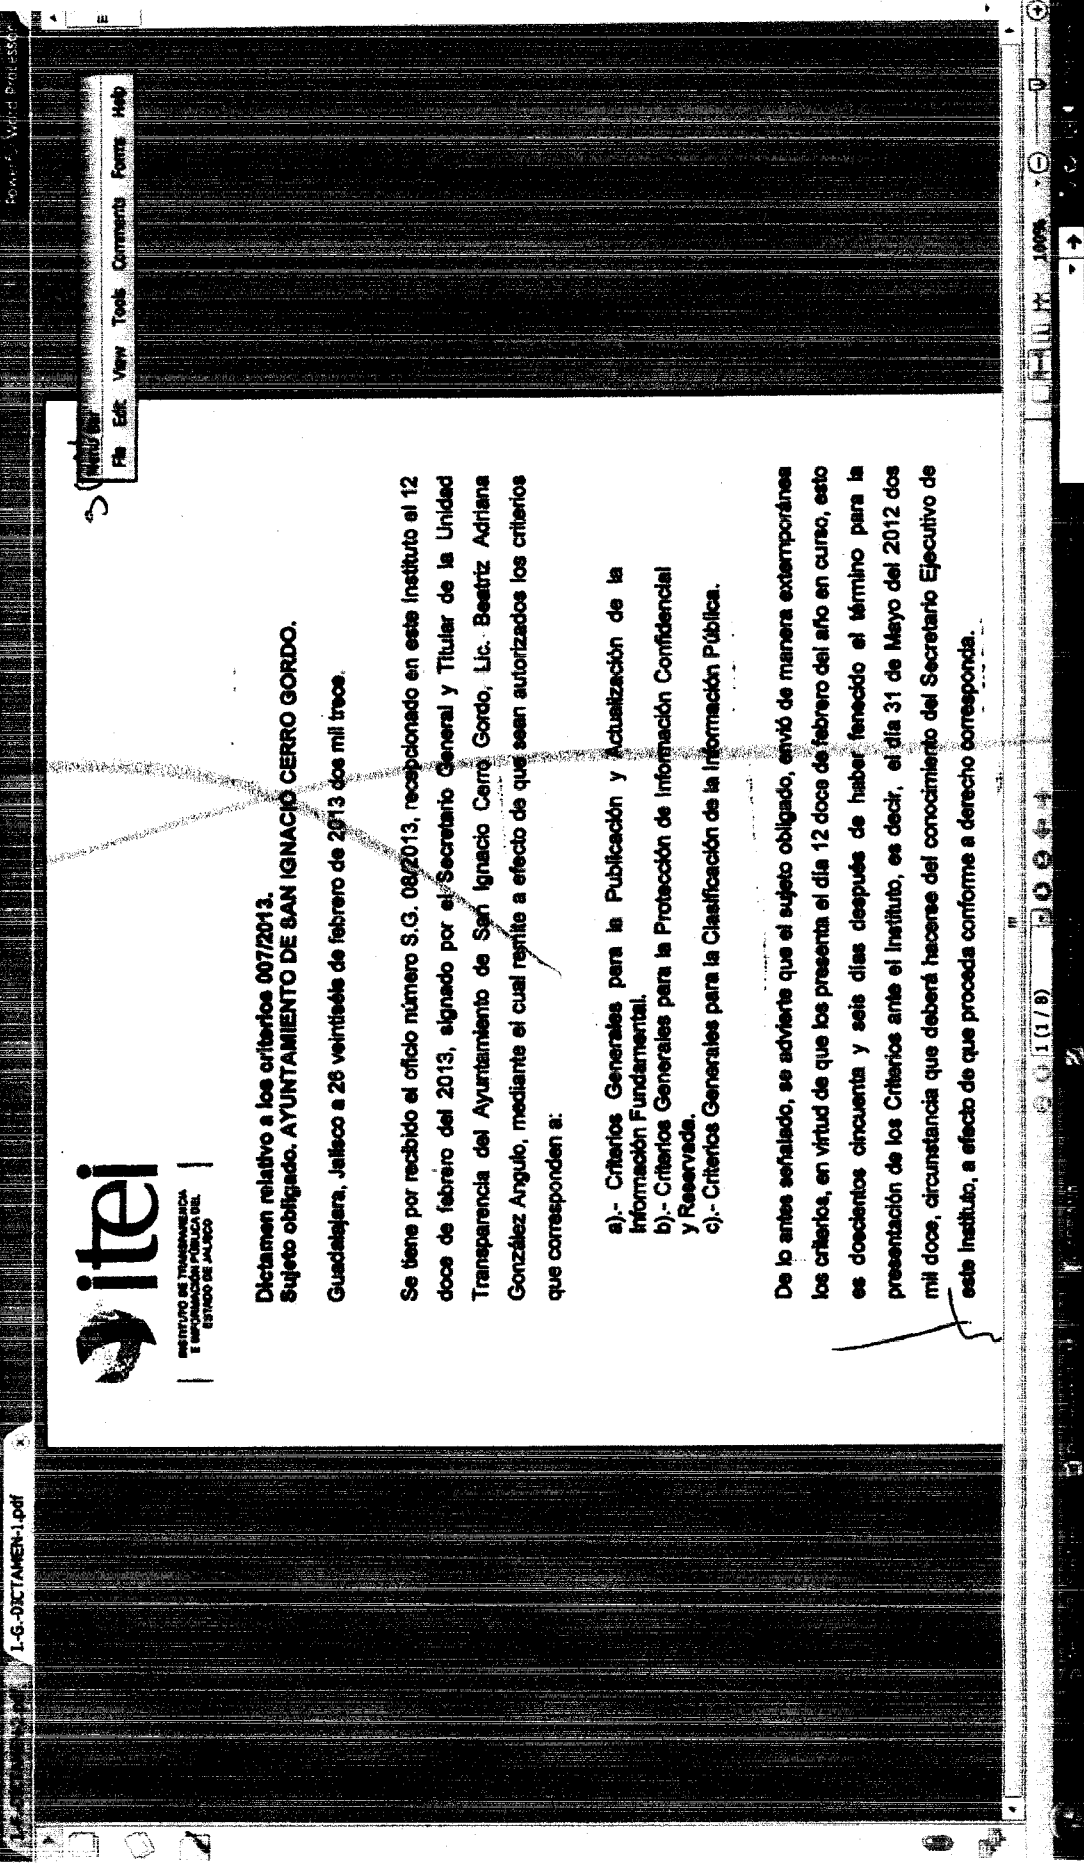 I.-G.-DICTAMEN-1.pdf
Power PDF Word Processor
Menu Bar
File Edit View Tools Comments Forms Help
itei
INSTITUTO DE TRANSPARENCIA
E INFORMACIÓN PÚBLICA DEL
ESTADO DE JALISCO
Dictamen relativo a los criterios 007/2013.
Sujeto obligado. AYUNTAMIENTO DE SAN IGNACIO CERRO GORDO.
Guadalajara, Jalisco a 26 veintiséis de febrero de 2013 dos mil trece.
Se tiene por recibido el oficio número S.G. 08/2013, recepcionado en este Instituto el 12
doce de febrero del 2013, signado por el Secretario General y Titular de la Unidad
Transparencia del Ayuntamiento de San Ignacio Cerro Gordo, Lic. Beatriz Adriana
González Angulo, mediante el cual remite a efecto de que sean autorizados los criterios
que corresponden a:
a).- Criterios Generales para la Publicación y Actualización de la
Información Fundamental.
b).- Criterios Generales para la Protección de Información Confidencial
y Reservada.
c).- Criterios Generales para la Clasificación de la Información Pública.
De lo antes señalado, se advierte que el sujeto obligado, envió de manera extemporánea
los criterios, en virtud de que los presenta el día 12 doce de febrero del año en curso, esto
es doscientos cincuenta y seis días después de haber fenecido el término para la
presentación de los Criterios ante el Instituto, es decir, el día 31 de Mayo del 2012 dos
mil doce, circunstancia que deberá hacerse del conocimiento del Secretario Ejecutivo de
este Instituto, a efecto de que proceda conforme a derecho corresponda.
1 (1 / 8)
100%